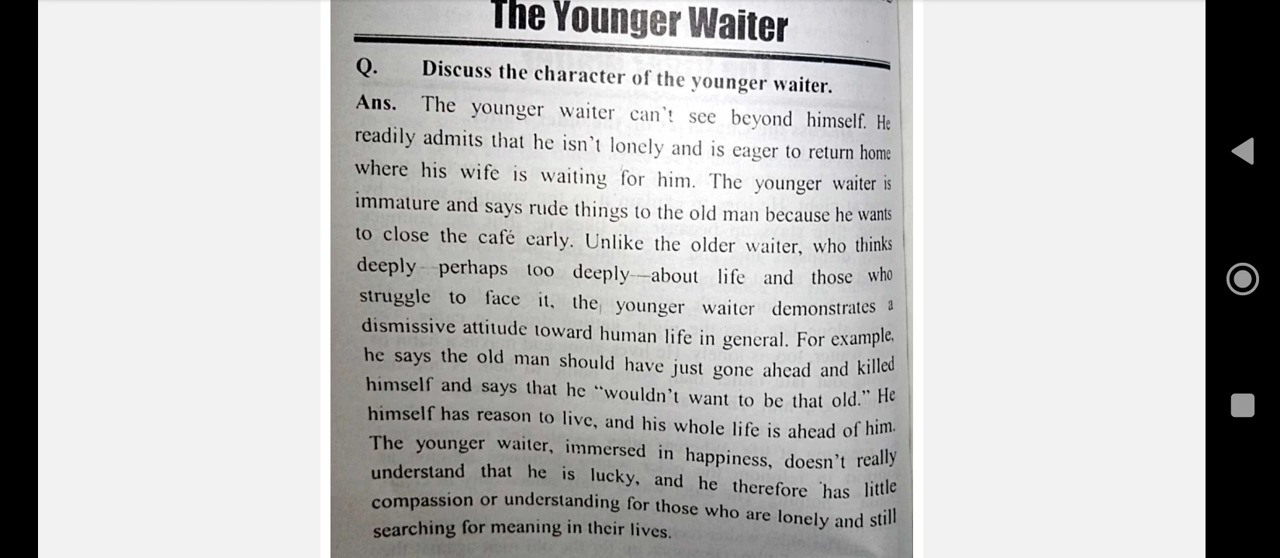 The Younger Waiter
Q. Discuss the character of the younger waiter.
Ans. The younger waiter can't see beyond himself. He
readily admits that he isn't lonely and is eager to return home
where his wife is waiting for him. The younger waiter is
immature and says rude things to the old man because he wants
to close the café early. Unlike the older waiter, who thinks
deeply—perhaps too deeply—about life and those who
struggle to face it, the younger waiter demonstrates a
dismissive attitude toward human life in general. For example,
he says the old man should have just gone ahead and killed
himself and says that he “wouldn't want to be that old.” He
himself has reason to live, and his whole life is ahead of him.
The younger waiter, immersed in happiness, doesn't really
understand that he is lucky, and he therefore has little
compassion or understanding for those who are lonely and still
searching for meaning in their lives.